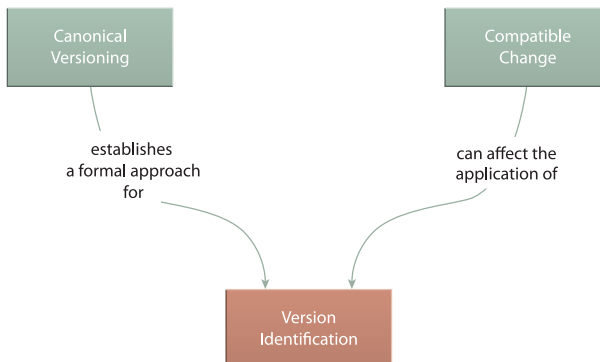 Canonical
Versioning
Compatible
Change
establishes
a formal approach
for
can affect the
application of
Version
Identification